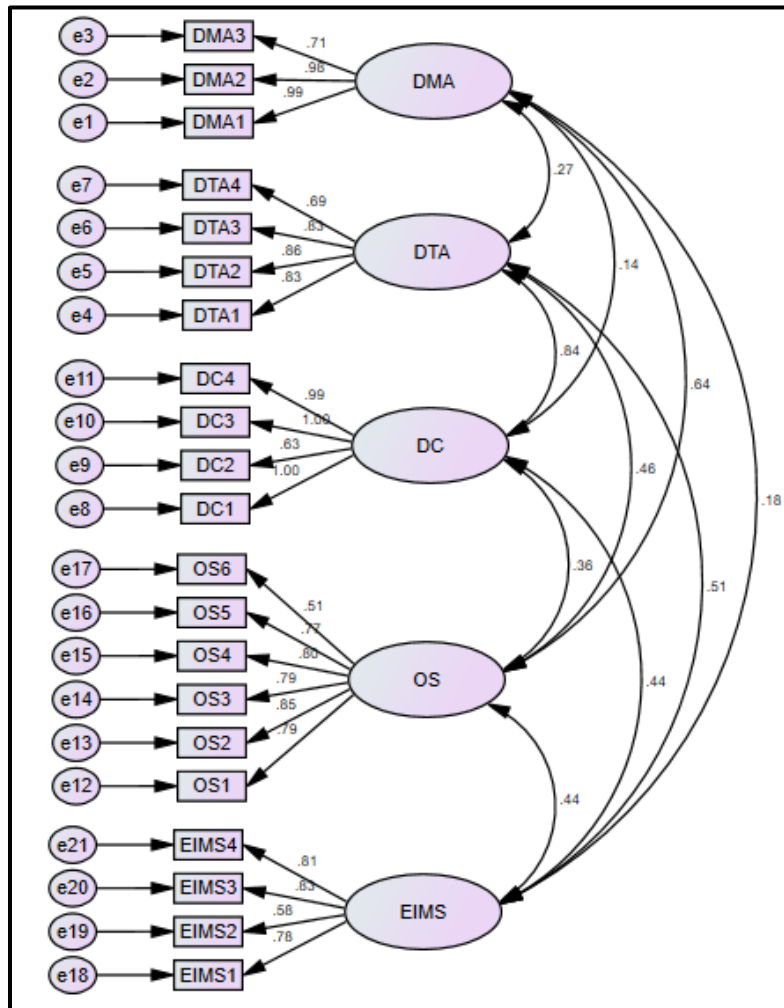 e3 DMA3 .71
e2 DMA2 .98 DMA
e1 DMA1 .99
.27
e7 DTA4 .69
e6 DTA3 .83
e5 DTA2 .86 DTA
e4 DTA1 .83
.14
.84
.64
e11 DC4 .99
e10 DC3 1.00
e9 DC2 .63 DC
e8 DC1 1.00
.46
.18
.36
.51
e17 OS6 .51
e16 OS5 .77
e15 OS4 .80
e14 OS3 .79 OS
e13 OS2 .85
e12 OS1 .79
.44
.44
e21 EIMS4 .81
e20 EIMS3 .83
e19 EIMS2 .58 EIMS
e18 EIMS1 .78